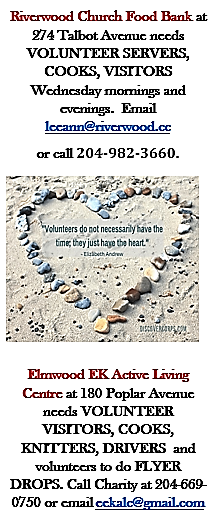 Riverwood Church Food Bank at
274 Talbot Avenue needs
VOLUNTEER SERVERS,
COOKS, VISITORS
Wednesday mornings and
evenings. Email
leeann@riverwood.cc
or call 204-982-3660.
"Volunteers do not necessarily have the
time; they just have the heart."
- Elizabeth Andrew
DISCOVERCORPS.COM
Elmwood EK Active Living
Centre at 180 Poplar Avenue
needs VOLUNTEER
VISITORS, COOKS,
KNITTERS, DRIVERS and
volunteers to do FLYER
DROPS. Call Charity at 204-669-
0750 or email eekalc@gmail.com